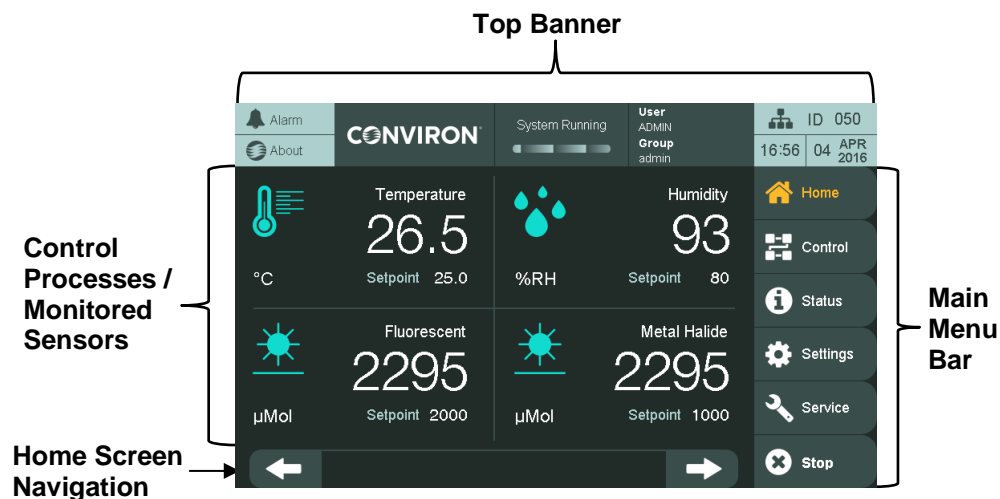 Top Banner
Alarm
About
CONVIRON
System Running
User
ADMIN
Group
admin
ID 050
16:56
04
APR
2016
Control
Processes /
Monitored
Sensors
Temperature
26.5
°C
Setpoint 25.0
Humidity
93
%RH
Setpoint 80
Fluorescent
2295
µMol
Setpoint 2000
Metal Halide
2295
µMol
Setpoint 1000
Home
Control
Status
Settings
Service
Stop
Main
Menu
Bar
Home Screen
Navigation